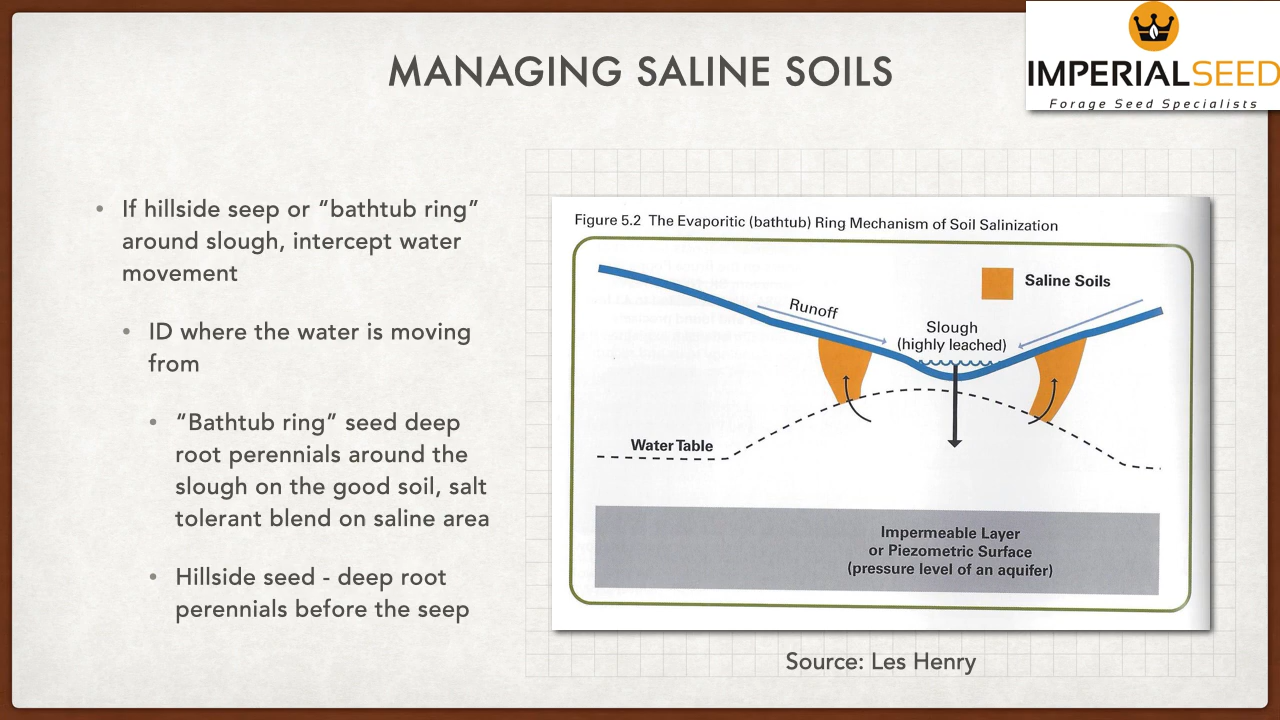 MANAGING SALINE SOILS
IMPERIALSEED
Forage Seed Specialists
• If hillside seep or “bathtub ring”
around slough, intercept water
movement
• ID where the water is moving
from
• “Bathtub ring” seed deep
root perennials around the
slough on the good soil, salt
tolerant blend on saline area
• Hillside seed - deep root
perennials before the seep
Figure 5.2 The Evaporitic (bathtub) Ring Mechanism of Soil Salinization
Saline Soils
Runoff
Slough
(highly leached)
Water Table
Impermeable Layer
or Piezometric Surface
(pressure level of an aquifer)
Source: Les Henry